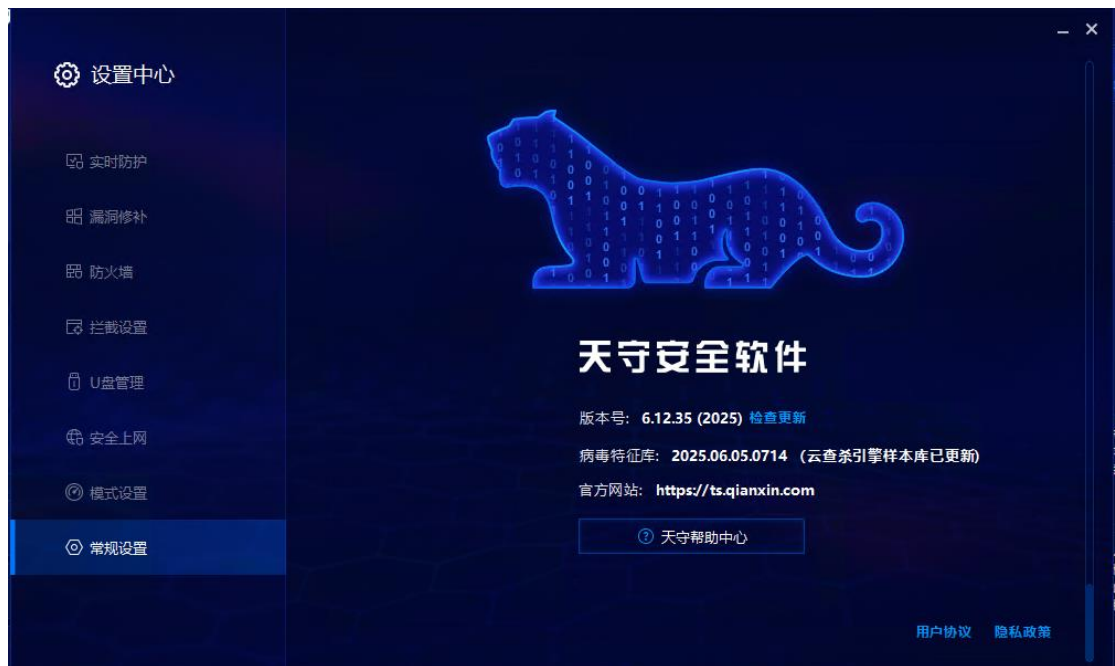 设置中心
实时防护
漏洞修补
防火墙
拦截设置
U盘管理
安全上网
模式设置
常规设置
天守安全软件
版本号: 6.12.35 (2025) 检查更新
病毒特征库: 2025.06.05.0714 (云查杀引擎样本库已更新)
官方网站: https://ts.qianxin.com
天守帮助中心
用户协议 隐私政策